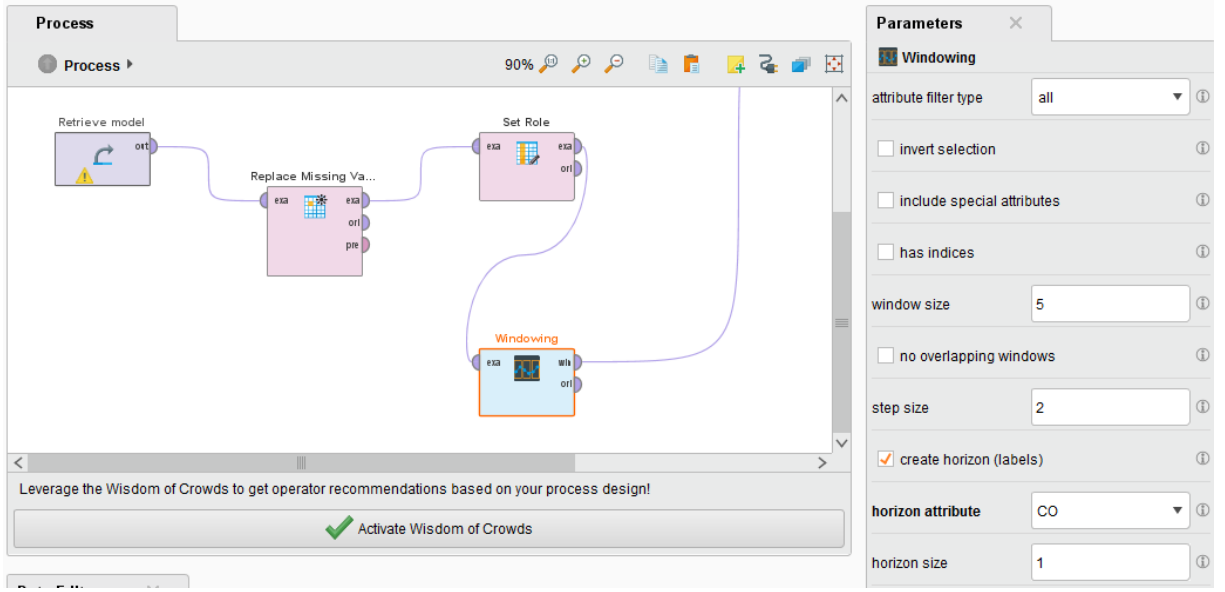 Process
Process
90%
Retrieve model
out
Replace Missing Va...
exa
exa
ori
pre
Set Role
exa
exa
ori
Windowing
exa
win
ori
Leverage the Wisdom of Crowds to get operator recommendations based on your process design!
Activate Wisdom of Crowds
Parameters
Windowing
attribute filter type
all
invert selection
include special attributes
has indices
window size
5
no overlapping windows
step size
2
create horizon (labels)
horizon attribute
CO
horizon size
1